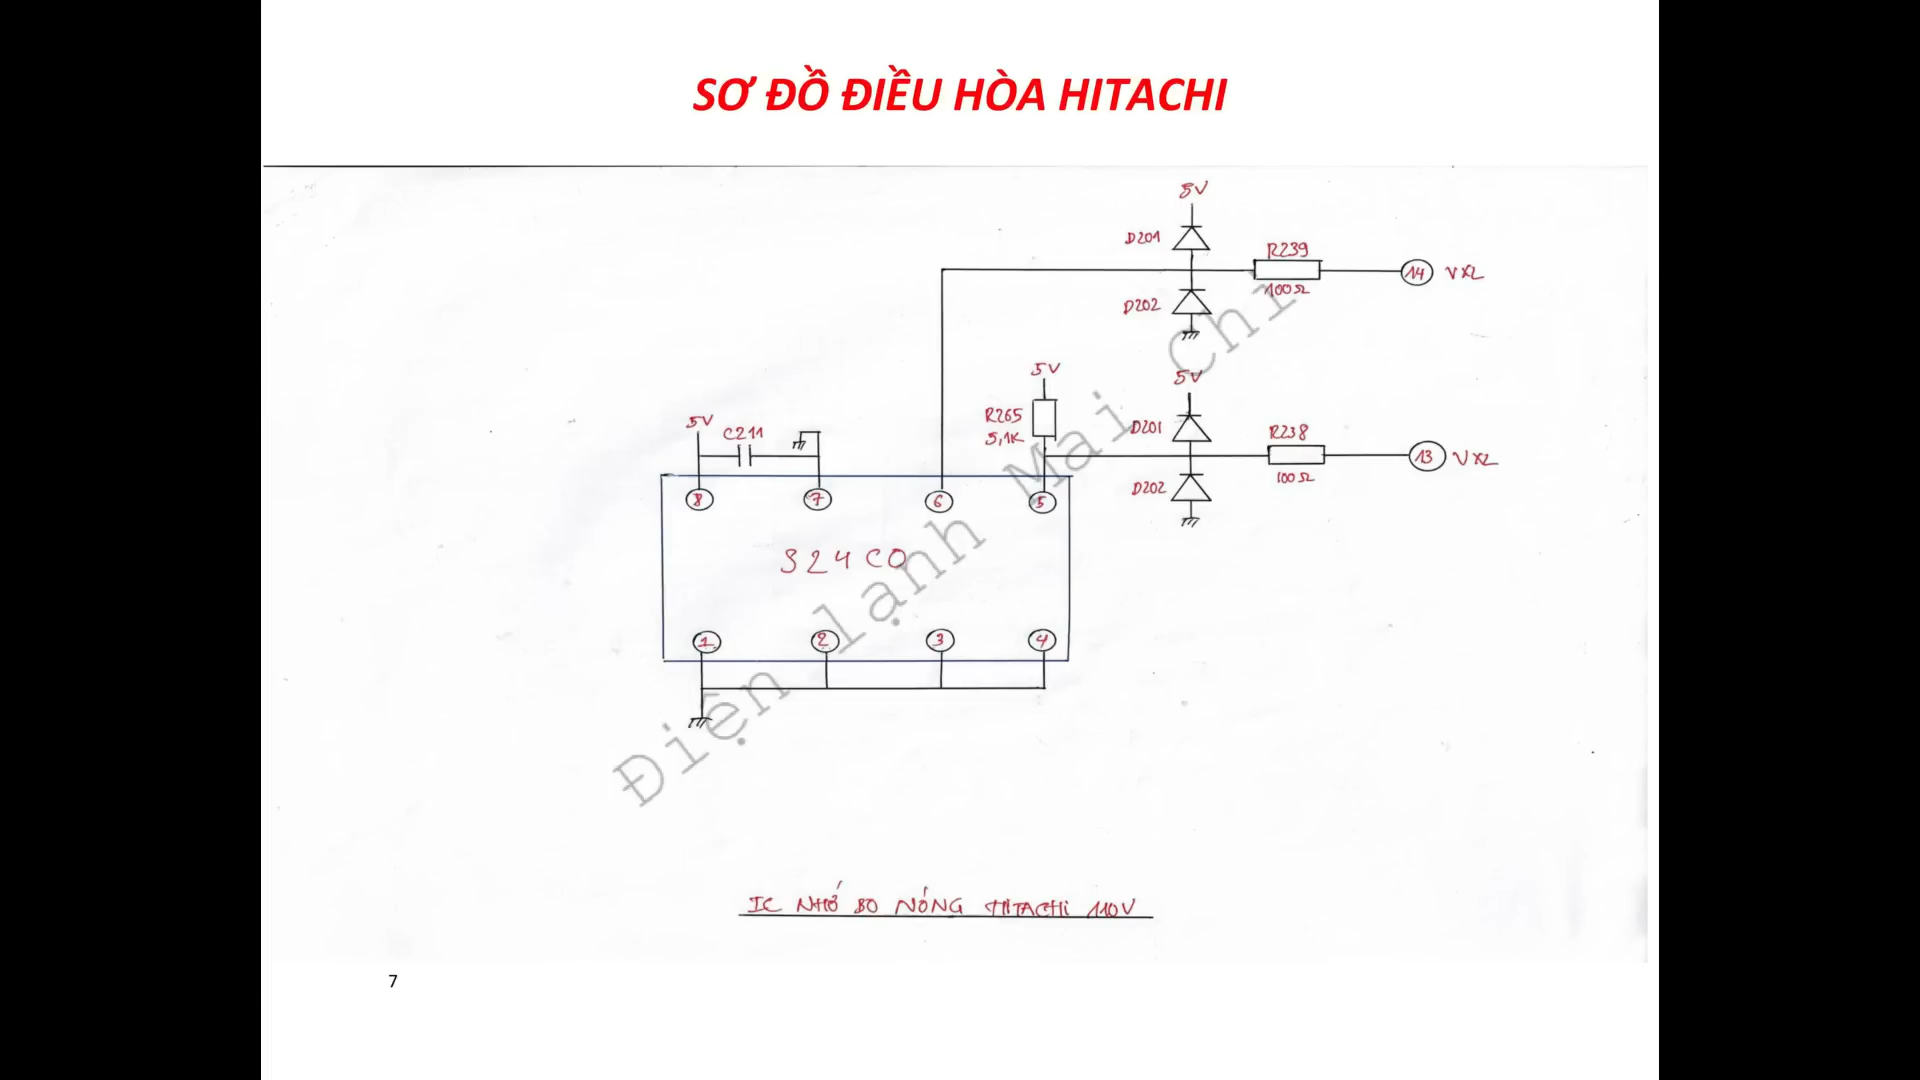 SƠ ĐỒ ĐIỀU HÒA HITACHI
5V
D201
R239
14 VXL
100Ω
D202
5V
5V
R265
5,1K
D201
R238
13 VXL
100Ω
D202
5V
C211
8 7 6 5
S24CO
1 2 3 4
Điện lạnh Mai Chi
IC NHỚ BO NÓNG HITACHI 110V
7